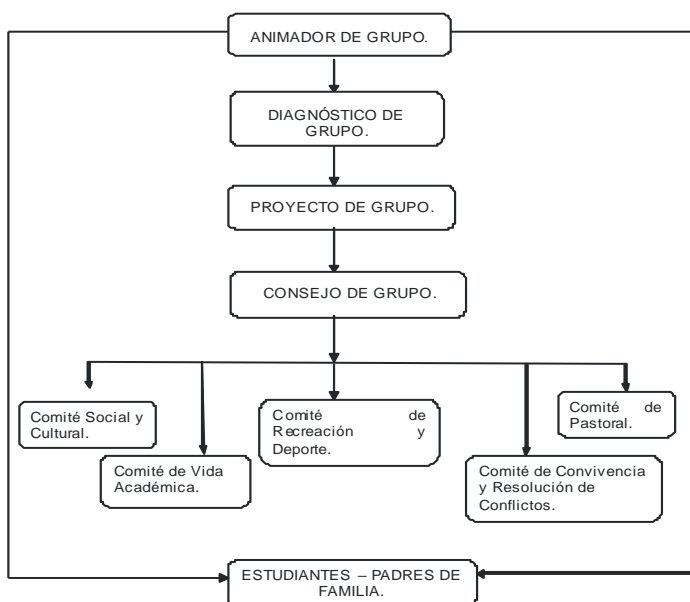 ANIMADOR DE GRUPO.
DIAGNÓSTICO DE
GRUPO.
PROYECTO DE GRUPO.
CONSEJO DE GRUPO.
Comité Social y
Cultural.
Comité de Vida
Académica.
Comité de
Recreación y
Deporte.
Comité de Convivencia
y Resolución de
Conflictos.
Comité de
Pastoral.
ESTUDIANTES – PADRES DE
FAMILIA.